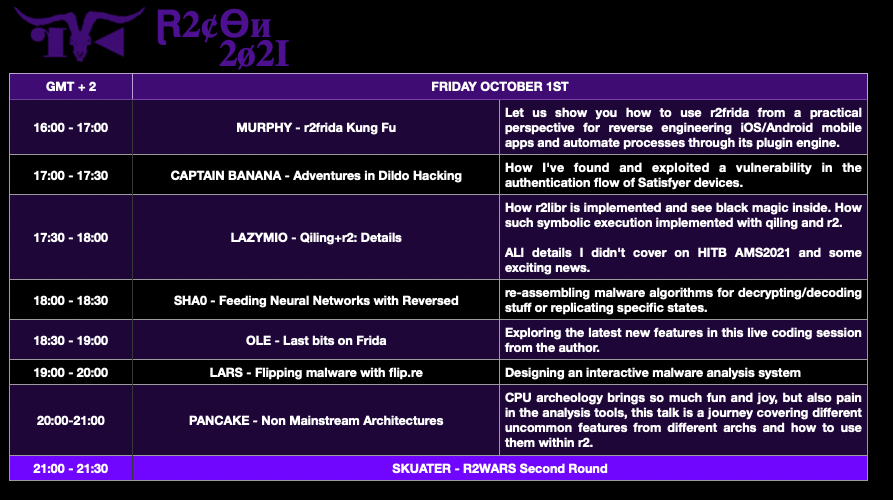 R2¢Ɵи
2ø2I
GMT + 2
FRIDAY OCTOBER 1ST
16:00 - 17:00
MURPHY - r2frida Kung Fu
Let us show you how to use r2frida from a practical
perspective for reverse engineering iOS/Android mobile
apps and automate processes through its plugin engine.
17:00 - 17:30
CAPTAIN BANANA - Adventures in Dildo Hacking
How I've found and exploited a vulnerability in the
authentication flow of Satisfyer devices.
17:30 - 18:00
LAZYMIO - Qiling+r2: Details
How r2libr is implemented and see black magic inside. How
such symbolic execution implemented with qiling and r2.
ALl details I didn't cover on HITB AMS2021 and some
exciting news.
18:00 - 18:30
SHA0 - Feeding Neural Networks with Reversed
re-assembling malware algorithms for decrypting/decoding
stuff or replicating specific states.
18:30 - 19:00
OLE - Last bits on Frida
Exploring the latest new features in this live coding session
from the author.
19:00 - 20:00
LARS - Flipping malware with flip.re
Designing an interactive malware analysis system
20:00-21:00
PANCAKE - Non Mainstream Architectures
CPU archeology brings so much fun and joy, but also pain
in the analysis tools, this talk is a journey covering different
uncommon features from different archs and how to use
them within r2.
21:00 - 21:30
SKUATER - R2WARS Second Round